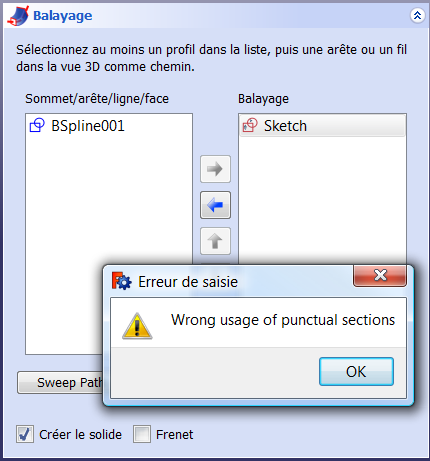 Balayage
Sélectionnez au moins un profil dans la liste, puis une arête ou un fil
dans la vue 3D comme chemin.
Sommet/arête/ligne/face
Balayage
BSpline001
Sketch
Erreur de saisie
Wrong usage of punctual sections
OK
Sweep Path
Créer le solide
Frenet